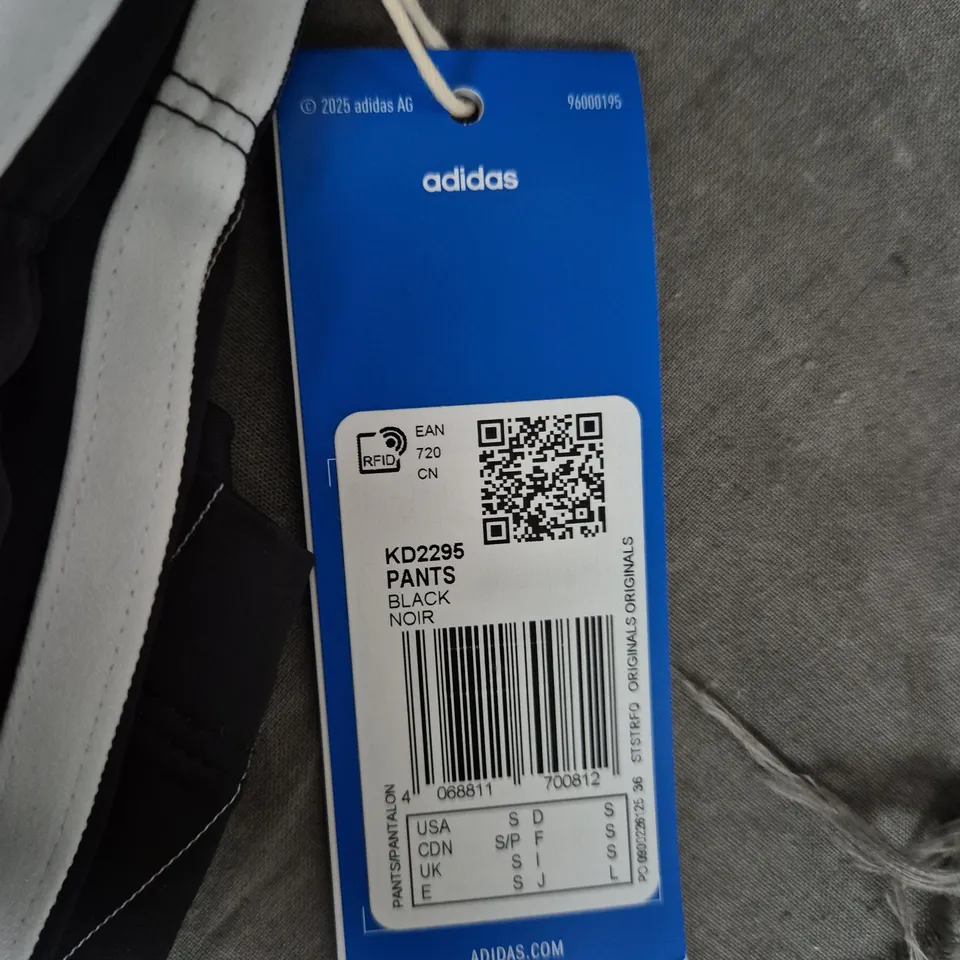 © 2025 adidas AG
96000195
adidas
RFID
EAN
720
CN
KD2295
PANTS
BLACK
NOIR
4 068811 700812
PANTS/PANTALON
USA S D S
CDN S/P F S
UK S I S
E S J L
ORIGINALS ORIGINALS
ADIDAS.COM